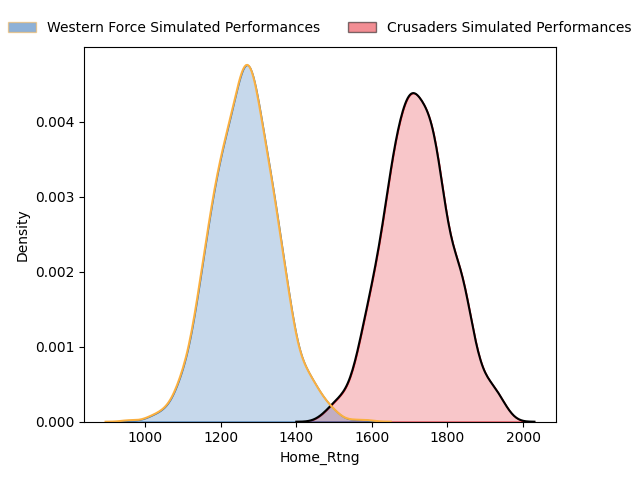 Western Force Simulated Performances Crusaders Simulated Performances
0.004
0.003
0.002
0.001
0.000
Density
1000 1200 1400 1600 1800 2000
Home_Rtng